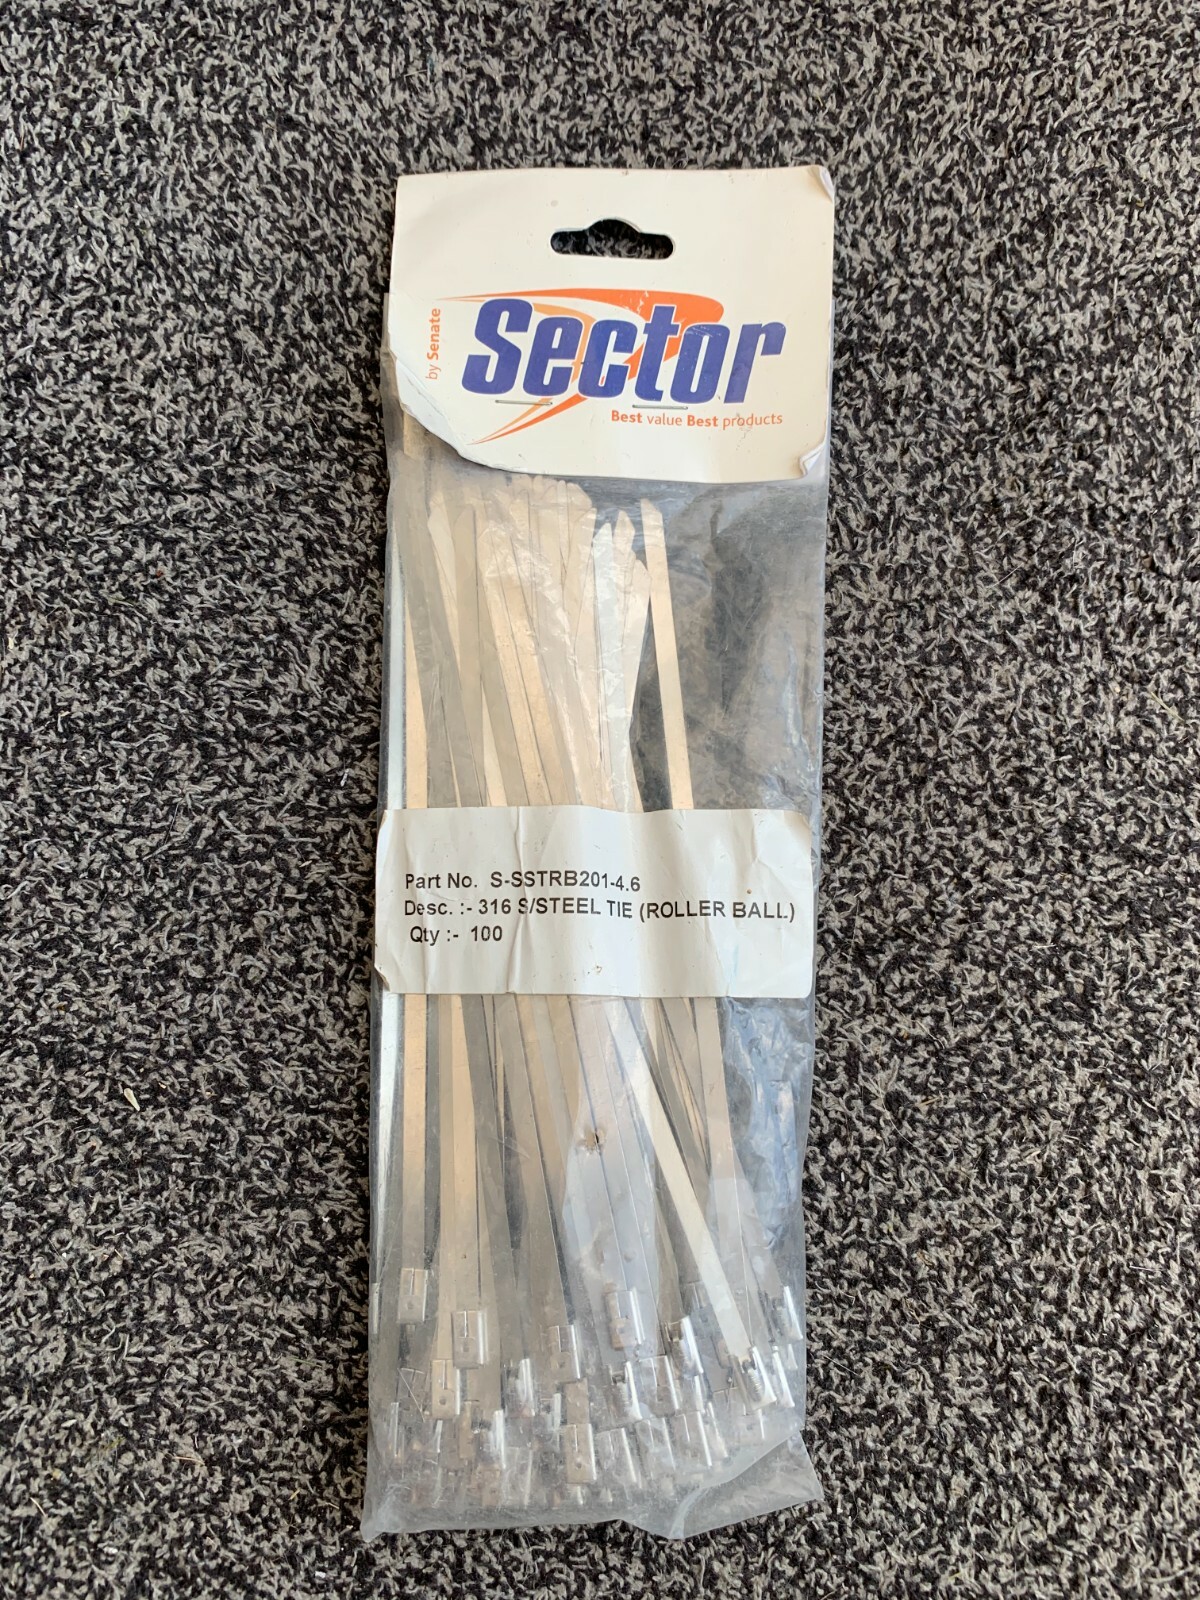 by Senate
Sector
Best value Best products
Part No. S-SSTRB201-4.6
Desc. :- 316 S/STEEL TIE (ROLLER BALL)
Qty :- 100